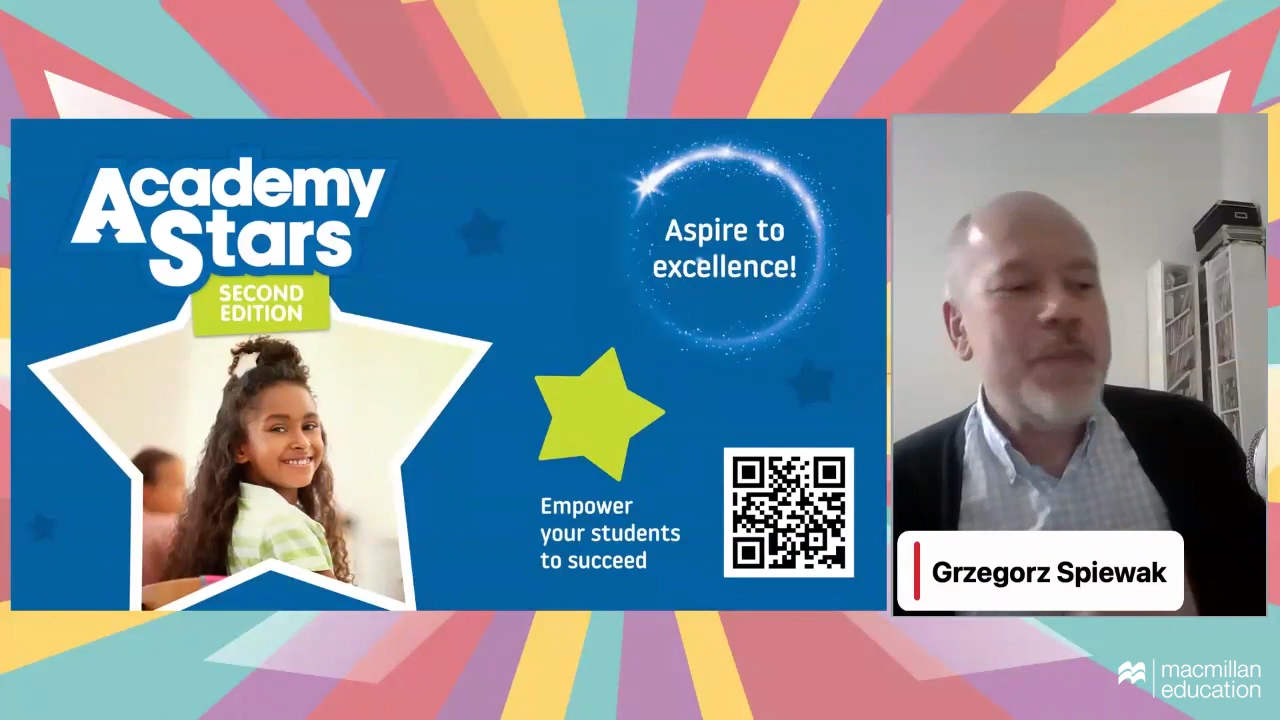 Academy
Stars
SECOND
EDITION
Aspire to
excellence!
Empower
your students
to succeed
Grzegorz Spiewak
macmillan
education